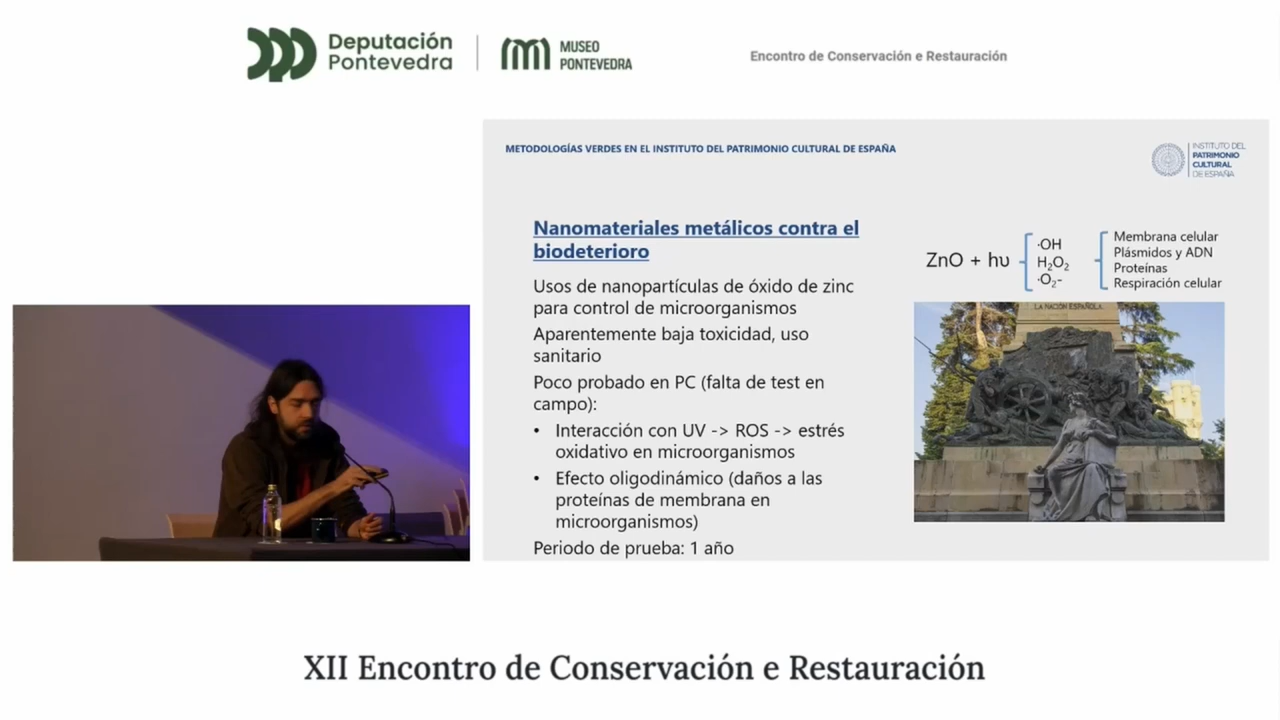 Deputación
Pontevedra
MUSEO
PONTEVEDRA
Encontro de Conservación e Restauración
METODOLOGÍAS VERDES EN EL INSTITUTO DEL PATRIMONIO CULTURAL DE ESPAÑA
INSTITUTO DEL
PATRIMONIO
CULTURAL
DE ESPAÑA
Nanomateriales metálicos contra el
biodeterioro
Usos de nanopartículas de óxido de zinc
para control de microorganismos
Aparentemente baja toxicidad, uso
sanitario
Poco probado en PC (falta de test en
campo):
• Interacción con UV -> ROS -> estrés
oxidativo en microorganismos
• Efecto oligodinámico (daños a las
proteínas de membrana en
microorganismos)
Periodo de prueba: 1 año
ZnO + hυ
·OH
H₂O₂
·O₂-
Membrana celular
Plásmidos y ADN
Proteínas
Respiración celular
LA NACIÓN ESPAÑOLA.
XII Encontro de Conservación e Restauración